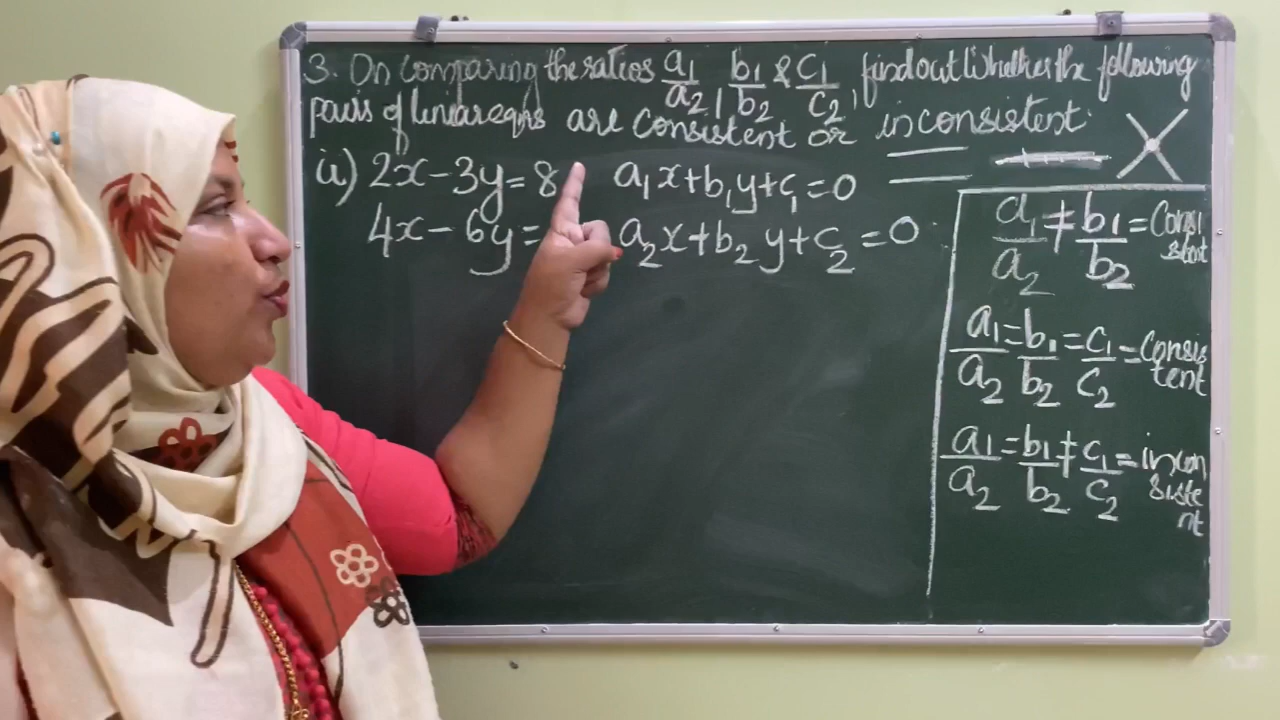 3. On comparing the ratios a₁/a₂, b₁/b₂ & c₁/c₂, find out whether the following
pairs of linear eqns are consistent or inconsistent.
ii) 2x - 3y = 8 a₁x + b₁y + c₁ = 0
4x - 6y = a₂x + b₂y + c₂ = 0
a₁/a₂ ≠ b₁/b₂ = Consistent
a₁/a₂ = b₁/b₂ = c₁/c₂ = Consistent
a₁/a₂ = b₁/b₂ ≠ c₁/c₂ = inconsistent